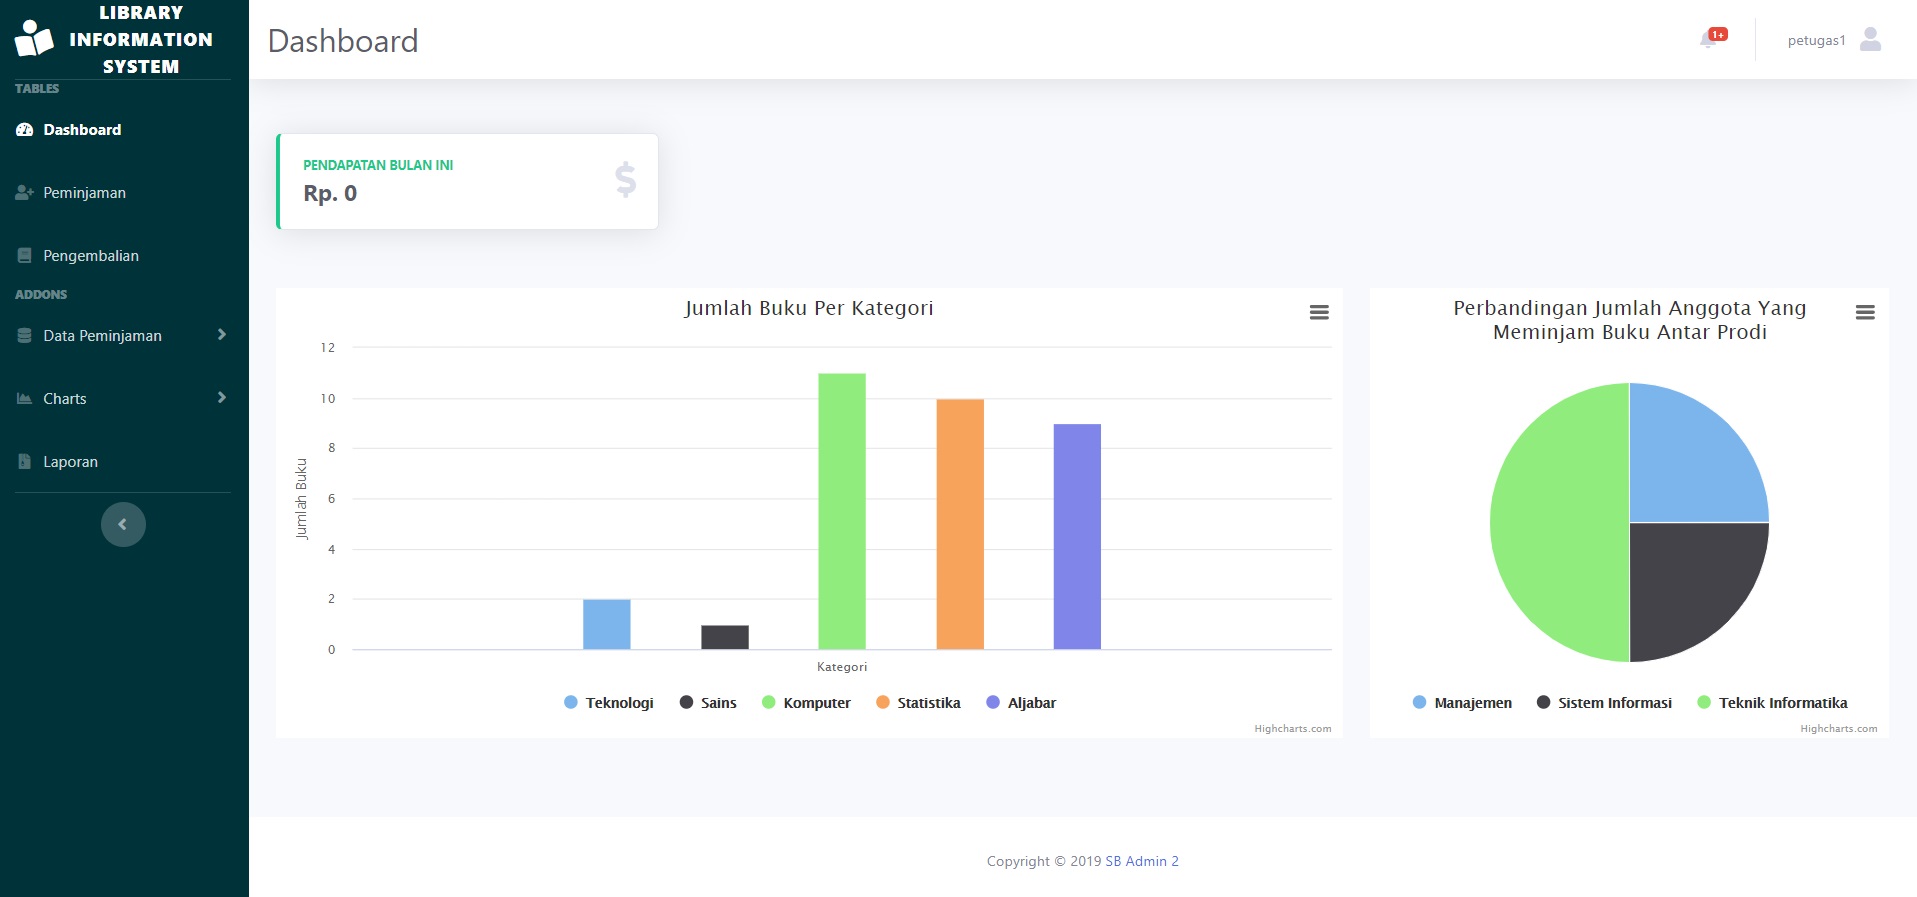 LIBRARY
INFORMATION
SYSTEM
TABLES
Dashboard
Peminjaman
Pengembalian
ADDONS
Data Peminjaman
Charts
Laporan
Dashboard
1+
petugas1
PENDAPATAN BULAN INI
Rp. 0
Jumlah Buku Per Kategori
12
10
8
6
4
2
0
Jumlah Buku
Kategori
Teknologi Sains Komputer Statistika Aljabar
Highcharts.com
Perbandingan Jumlah Anggota Yang
Meminjam Buku Antar Prodi
Manajemen Sistem Informasi Teknik Informatika
Highcharts.com
Copyright © 2019 SB Admin 2